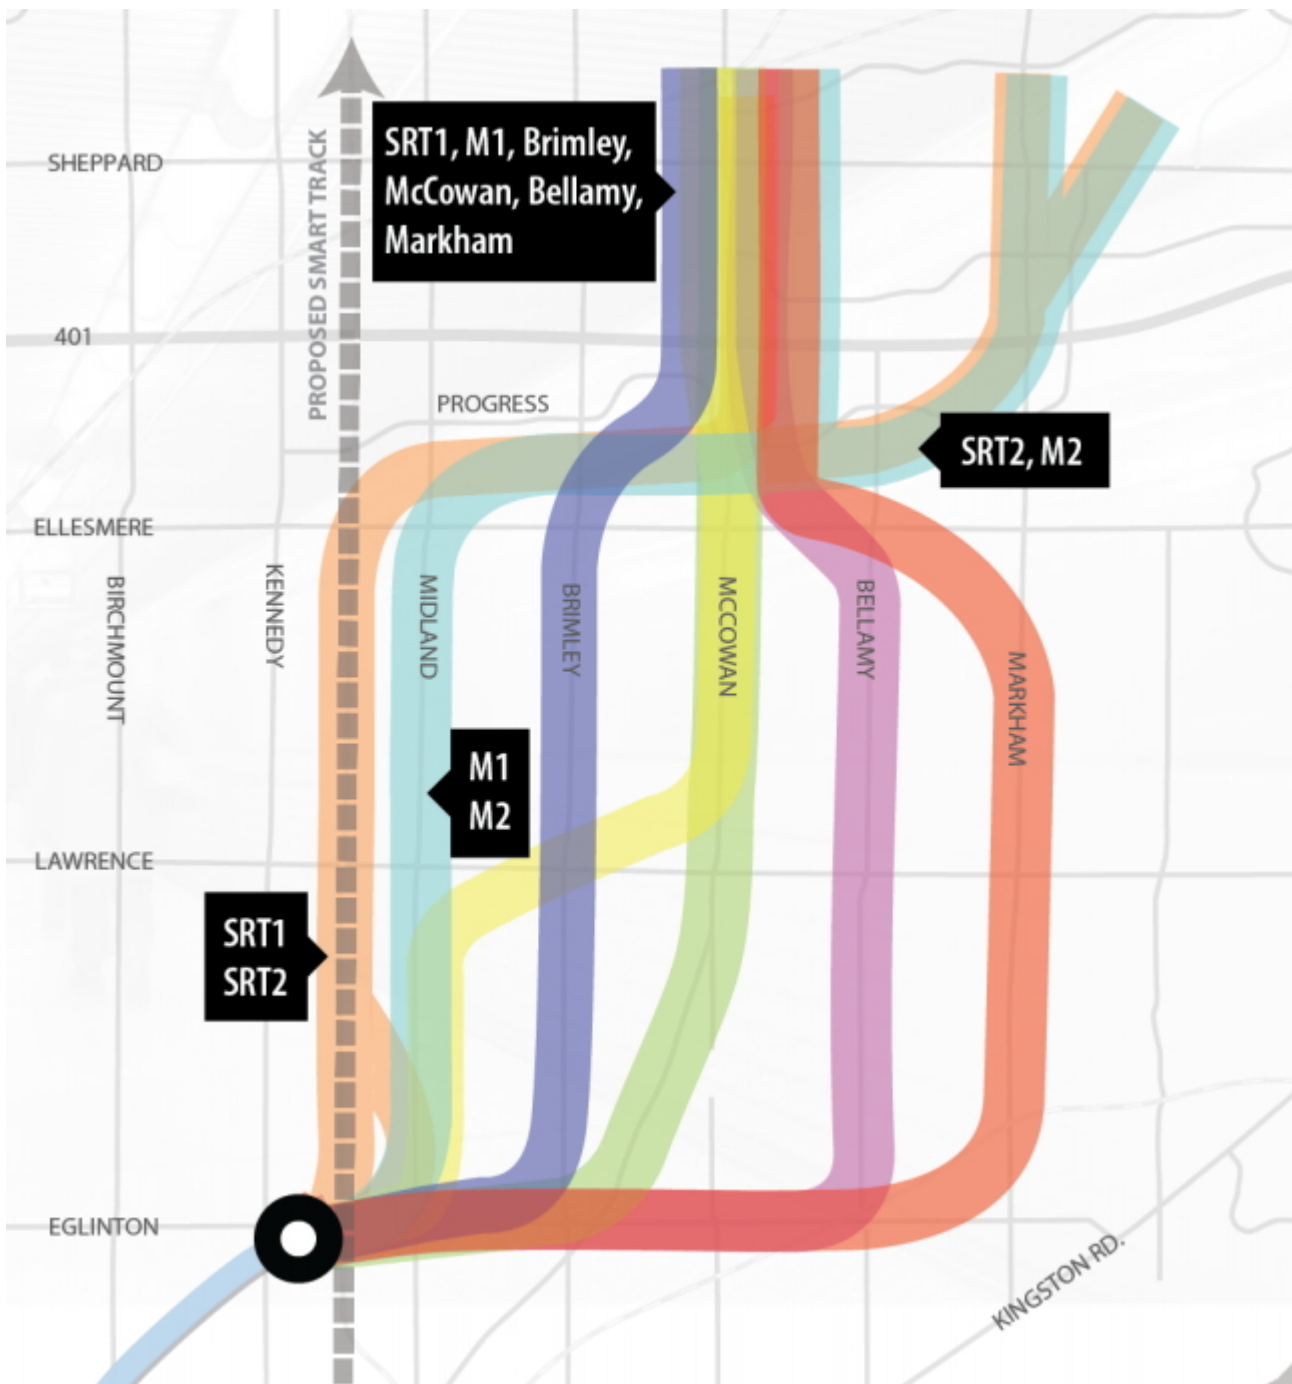 SRT1, M1, Brimley,
McCowan, Bellamy,
Markham
SHEPPARD
PROPOSED SMART TRACK
401
PROGRESS
SRT2, M2
ELLESMERE
BIRCHMOUNT
KENNEDY
MIDLAND
BRIMLEY
MCCOWAN
BELLAMY
MARKHAM
M1
M2
LAWRENCE
SRT1
SRT2
EGLINTON
KINGSTON RD.